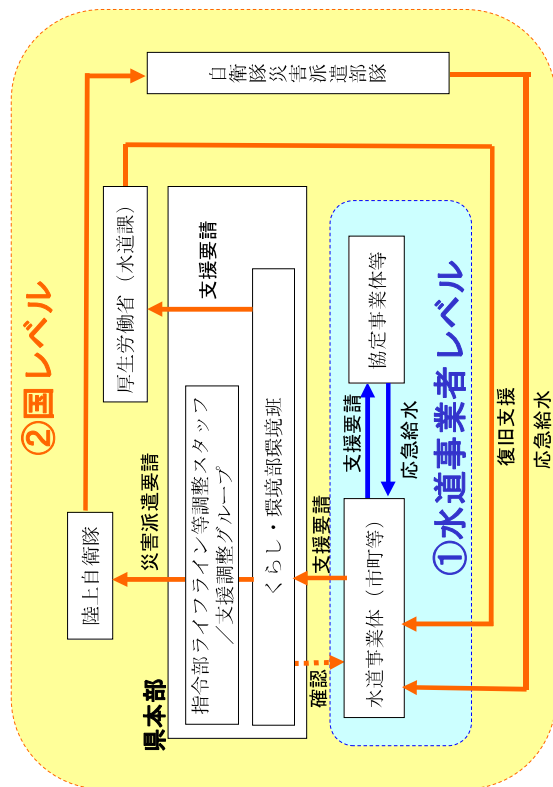 ②国レベル
自衛隊災害派遣部隊
陸上自衛隊
厚生労働省（水道課）
災害派遣要請
支援要請
県本部
指令部ライフライン等調整スタッフ
／支援調整グループ
くらし・環境部環境班
確認
支援要請
水道事業体（市町等）
支援要請
応急給水
協定事業体等
①水道事業者レベル
復旧支援
応急給水